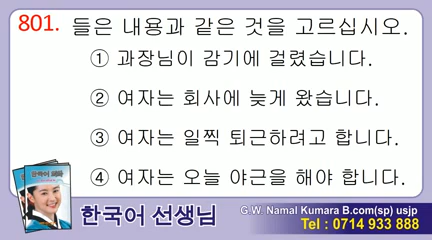 801. 들은 내용과 같은 것을 고르십시오.
① 과장님이 감기에 걸렸습니다.
② 여자는 회사에 늦게 왔습니다.
③ 여자는 일찍 퇴근하려고 합니다.
④ 여자는 오늘 야근을 해야 합니다.
한국어 선생님
G.W. Namal Kumara B.com(sp) usjp
Tel : 0714 933 888